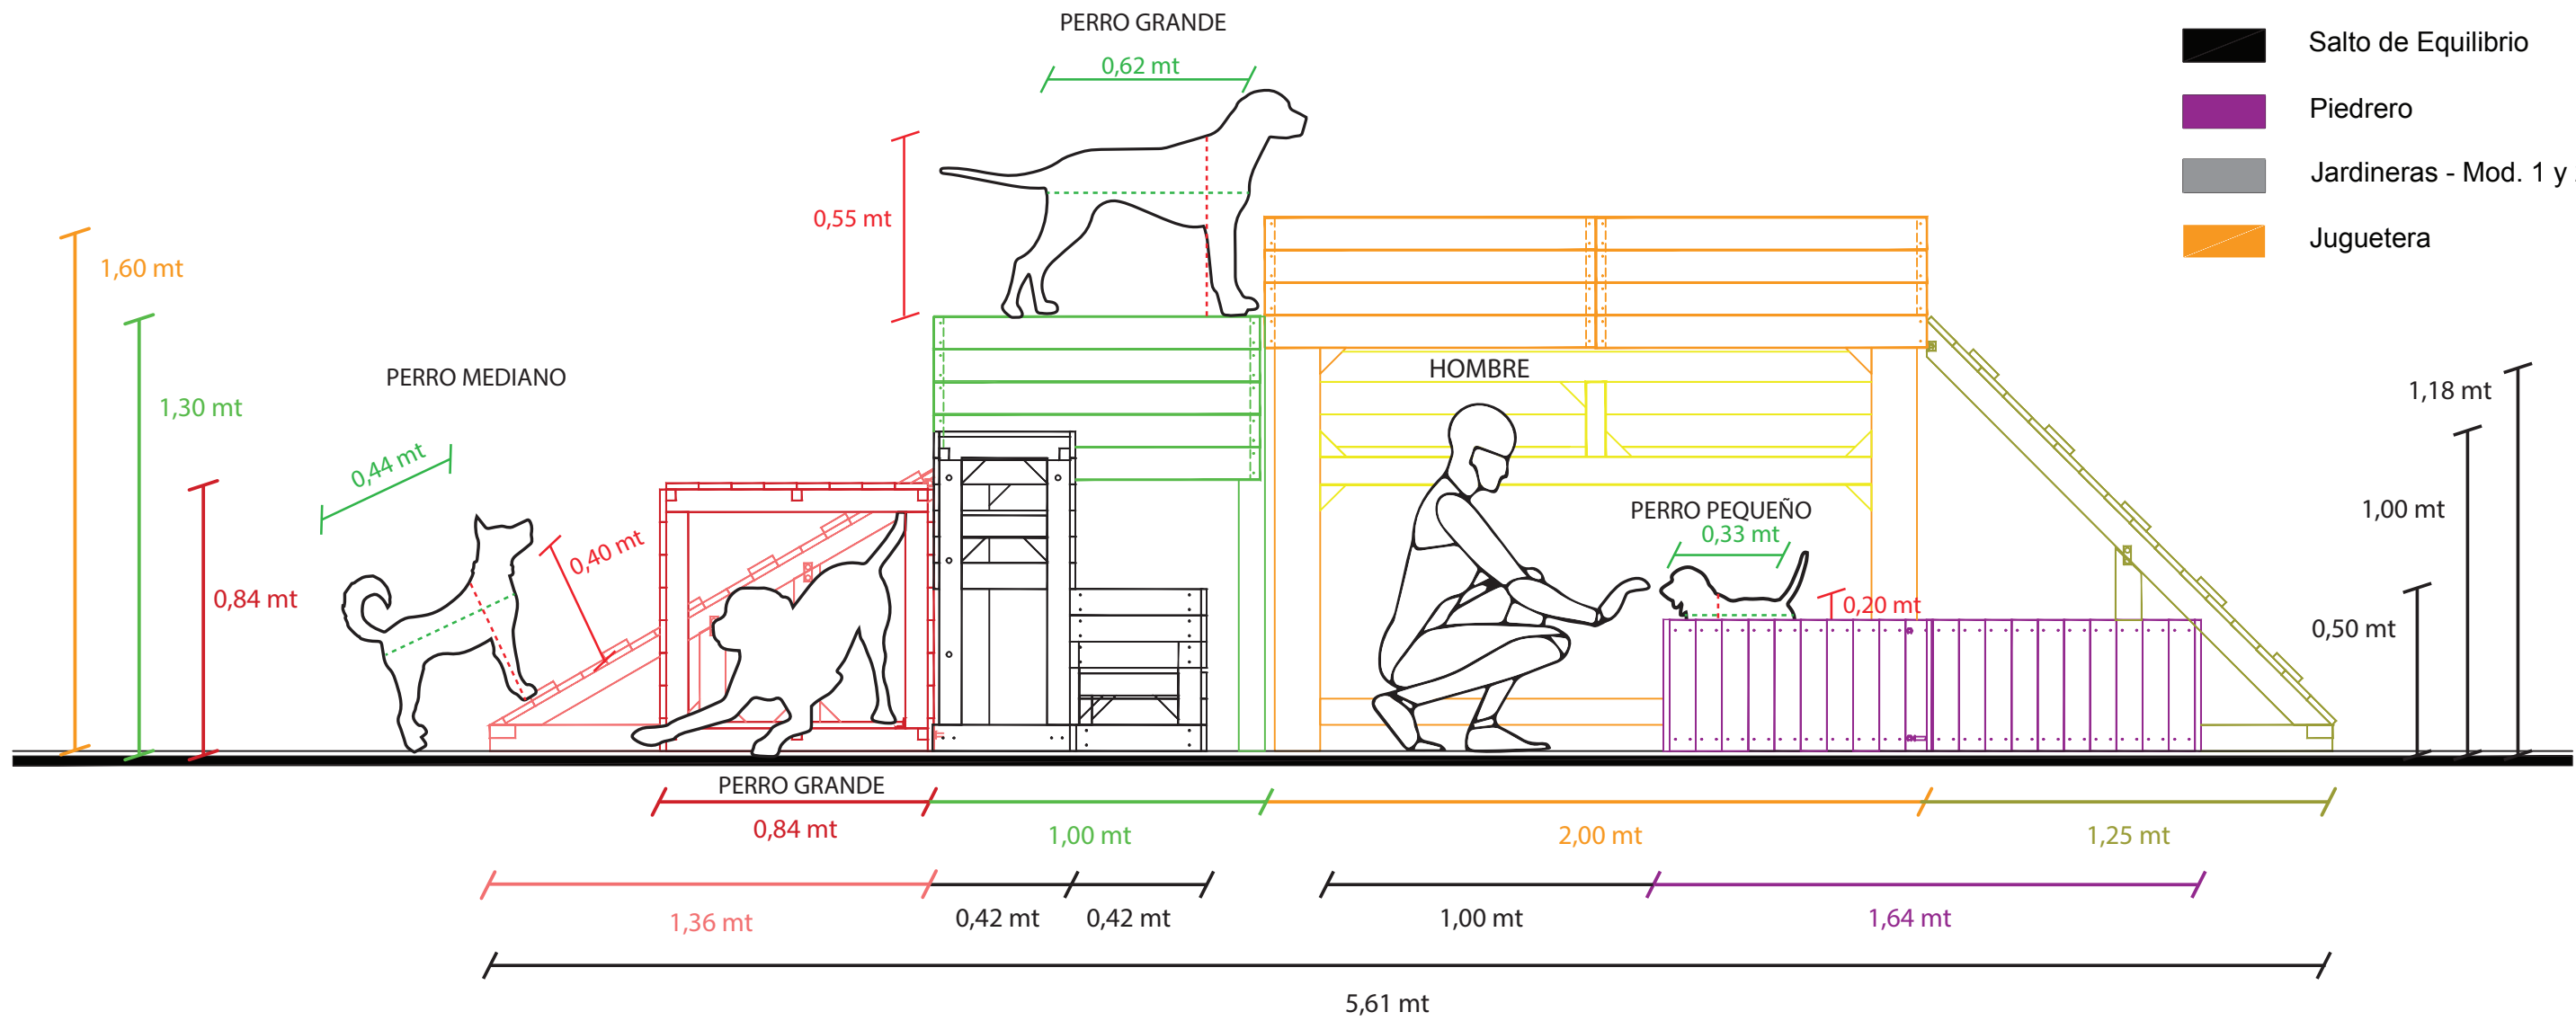 PERRO GRANDE
0,62 mt
Salto de Equilibrio
Piedrero
Jardineras - Mod. 1 y
Juguetera
0,55 mt
1,60 mt
1,30 mt
0,84 mt
PERRO MEDIANO
0,44 mt
0,40 mt
HOMBRE
PERRO PEQUEÑO
0,33 mt
0,20 mt
1,18 mt
1,00 mt
0,50 mt
PERRO GRANDE
0,84 mt
1,00 mt
2,00 mt
1,25 mt
1,36 mt
0,42 mt
0,42 mt
1,00 mt
1,64 mt
5,61 mt